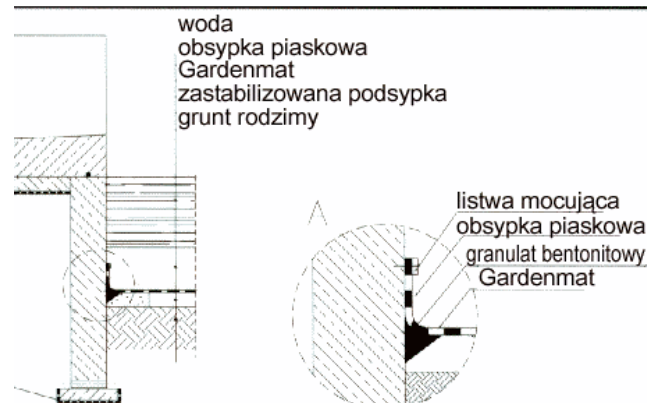 woda
obsypka piaskowa
Gardenmat
zastabilizowana podsypka
grunt rodzimy
listwa mocująca
obsypka piaskowa
granulat bentonitowy
Gardenmat